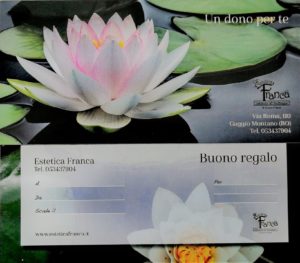 Un dono per te
Estetica
Franca
Via Roma, 110
Gaggio Montano (BO)
Tel. 053437904
Estetica Franca
Tel. 053437904
Buono regalo
A
Per
Da
Scade il
www.esteticafranca.it
Franca